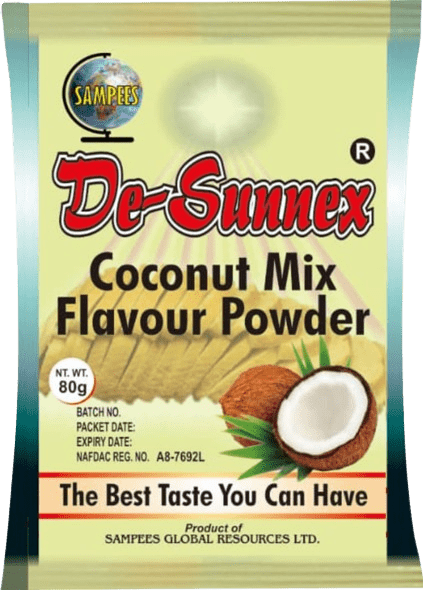 SAMPEES
®
De-Sunnex
Coconut Mix
Flavour Powder
NT. WT.
80g
BATCH NO.
PACKET DATE:
EXPIRY DATE:
NAFDAC REG. NO. A8-7692L
The Best Taste You Can Have
Product of
SAMPEES GLOBAL RESOURCES LTD.